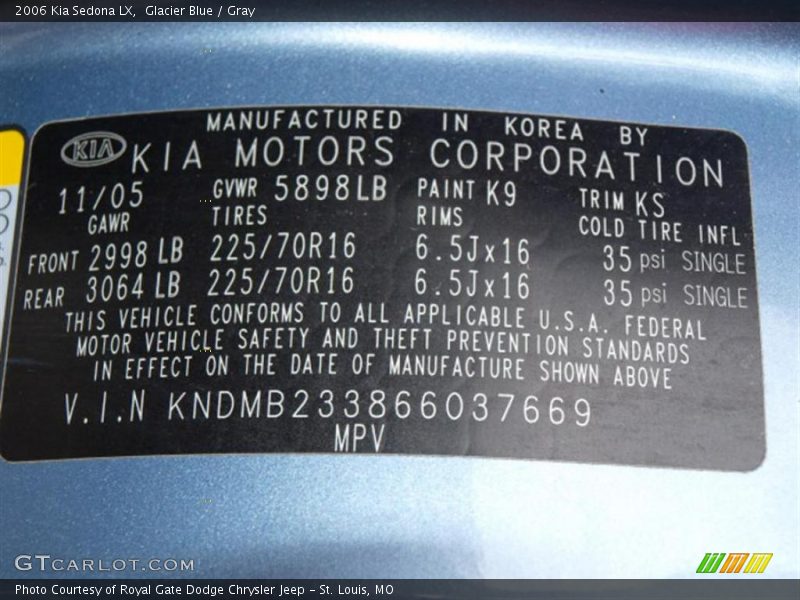 2006 Kia Sedona LX,  Glacier Blue / Gray
MANUFACTURED IN KOREA BY
KIA KIA MOTORS CORPORATION
11/05 GVWR 5898LB PAINT K9 TRIM KS
GAWR TIRES RIMS COLD TIRE INFL
FRONT 2998 LB 225/70R16 6.5Jx16 35 psi SINGLE
REAR 3064 LB 225/70R16 6.5Jx16 35 psi SINGLE
THIS VEHICLE CONFORMS TO ALL APPLICABLE U.S.A. FEDERAL
MOTOR VEHICLE SAFETY AND THEFT PREVENTION STANDARDS
IN EFFECT ON THE DATE OF MANUFACTURE SHOWN ABOVE
V.I.N KNDMB233866037669
MPV
GTCARLOT.COM
Photo Courtesy of Royal Gate Dodge Chrysler Jeep - St. Louis, MO